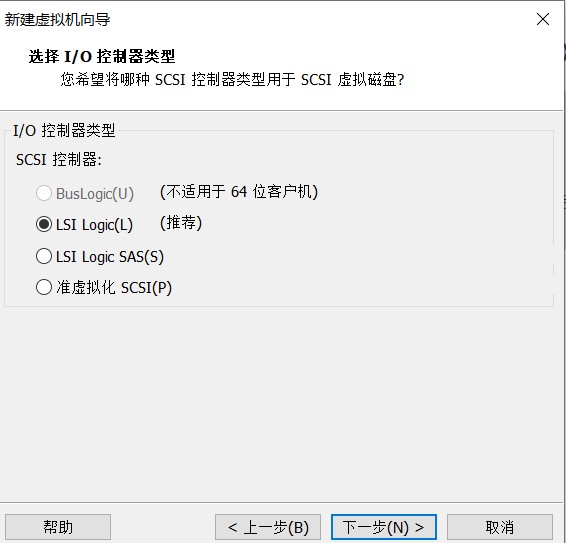 新建虚拟机向导
选择 I/O 控制器类型
您希望将哪种 SCSI 控制器类型用于 SCSI 虚拟磁盘?
I/O 控制器类型
SCSI 控制器:
BusLogic(U) (不适用于 64 位客户机)
LSI Logic(L) (推荐)
LSI Logic SAS(S)
准虚拟化 SCSI(P)
帮助 < 上一步(B) 下一步(N) > 取消